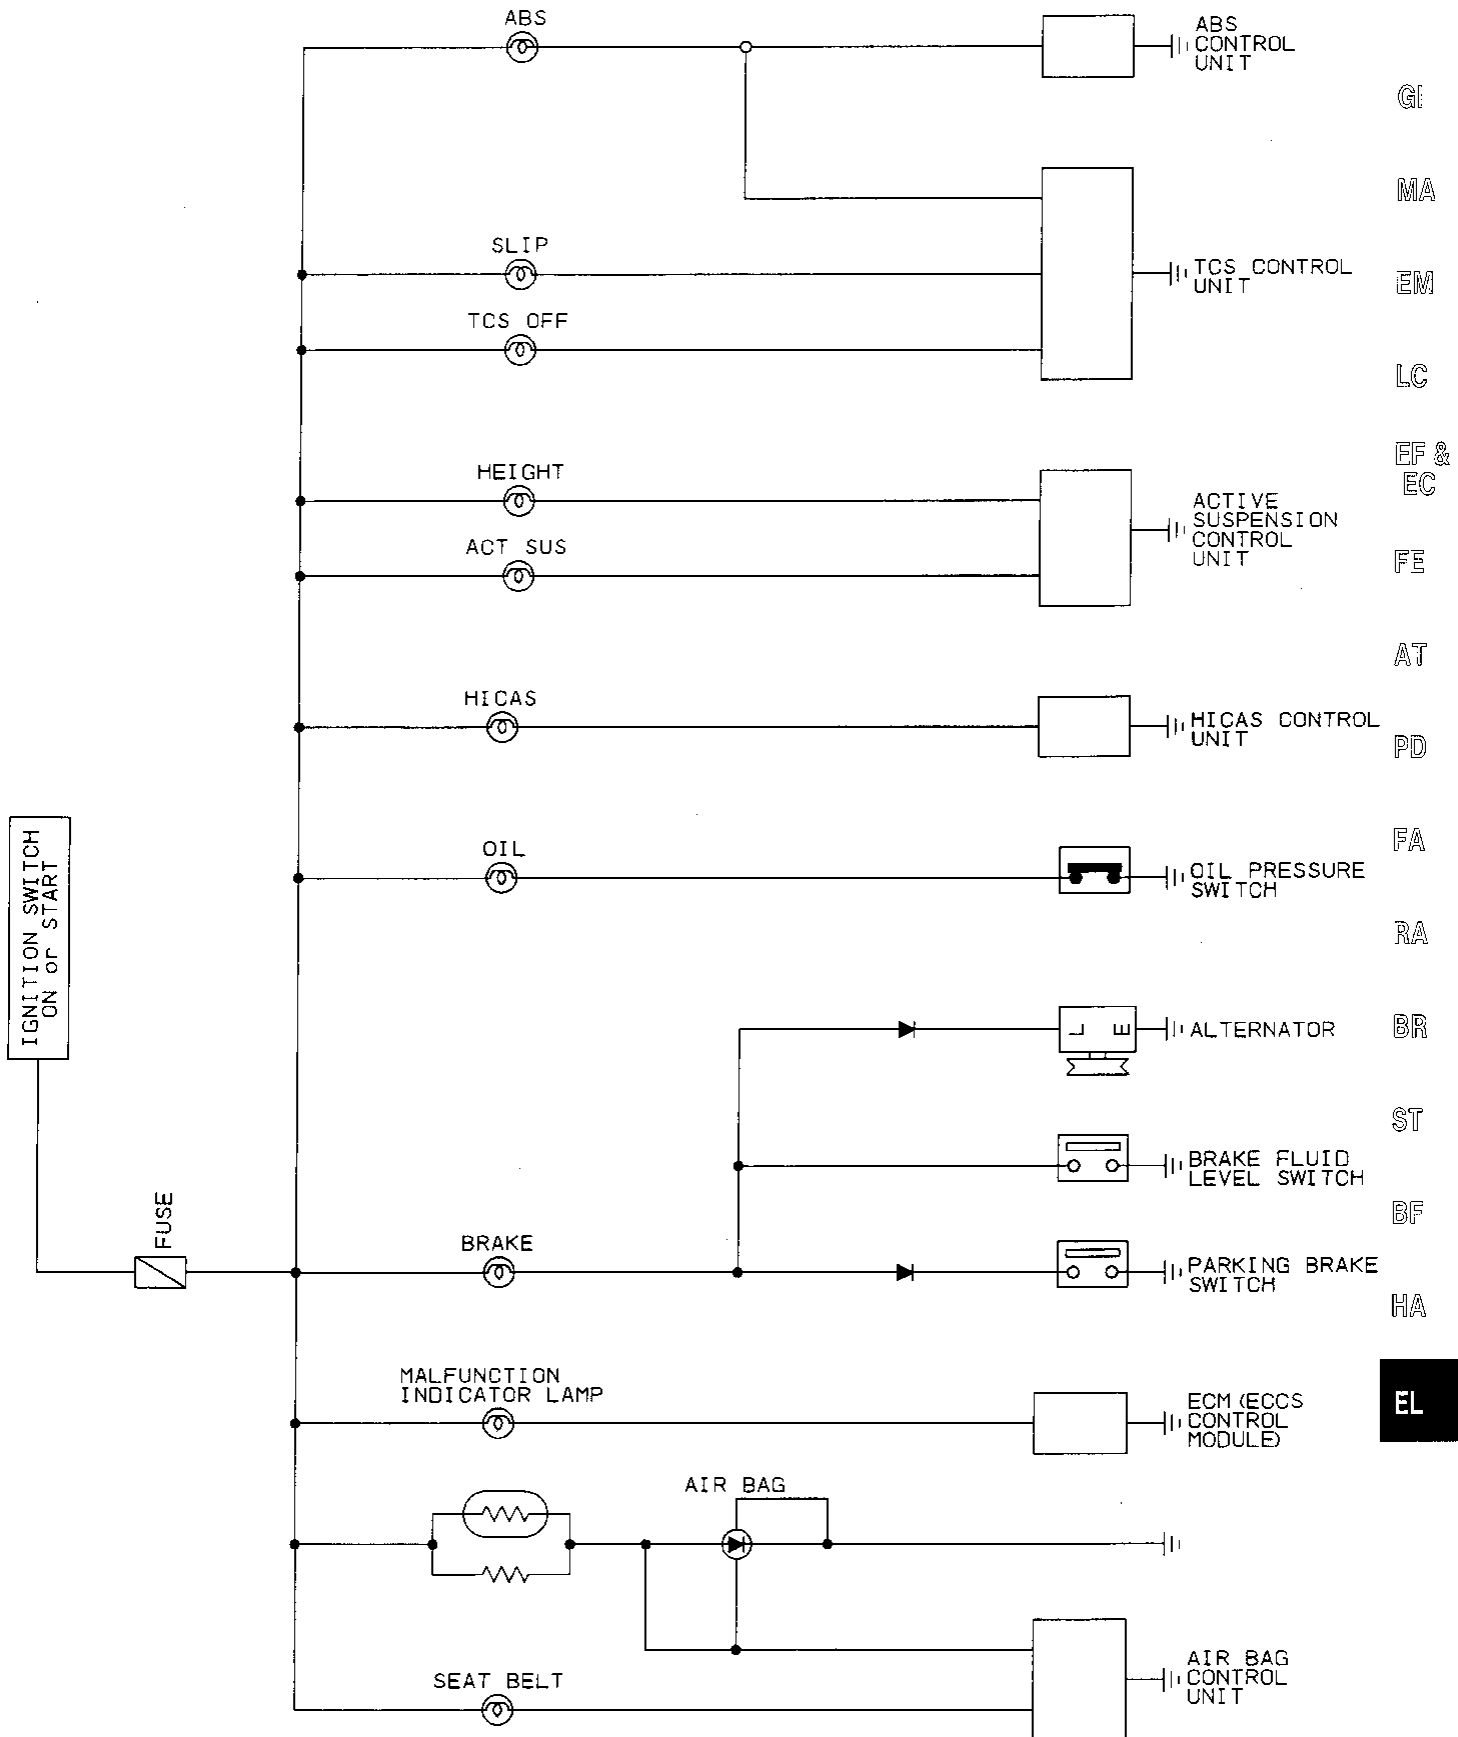 ABS
ABS
CONTROL
UNIT
GI
MA
SLIP
TCS CONTROL
UNIT
EM
TCS OFF
LC
EF &
EC
HEIGHT
ACTIVE
SUSPENSION
CONTROL
UNIT
ACT SUS
FE
AT
HICAS
HICAS CONTROL
UNIT
PD
IGNITION SWITCH
ON or START
OIL
OIL PRESSURE
SWITCH
FA
RA
L E
ALTERNATOR
BR
ST
BRAKE FLUID
LEVEL SWITCH
FUSE
BF
BRAKE
PARKING BRAKE
SWITCH
HA
MALFUNCTION
INDICATOR LAMP
ECM (ECCS
CONTROL
MODULE)
EL
AIR BAG
SEAT BELT
AIR BAG
CONTROL
UNIT